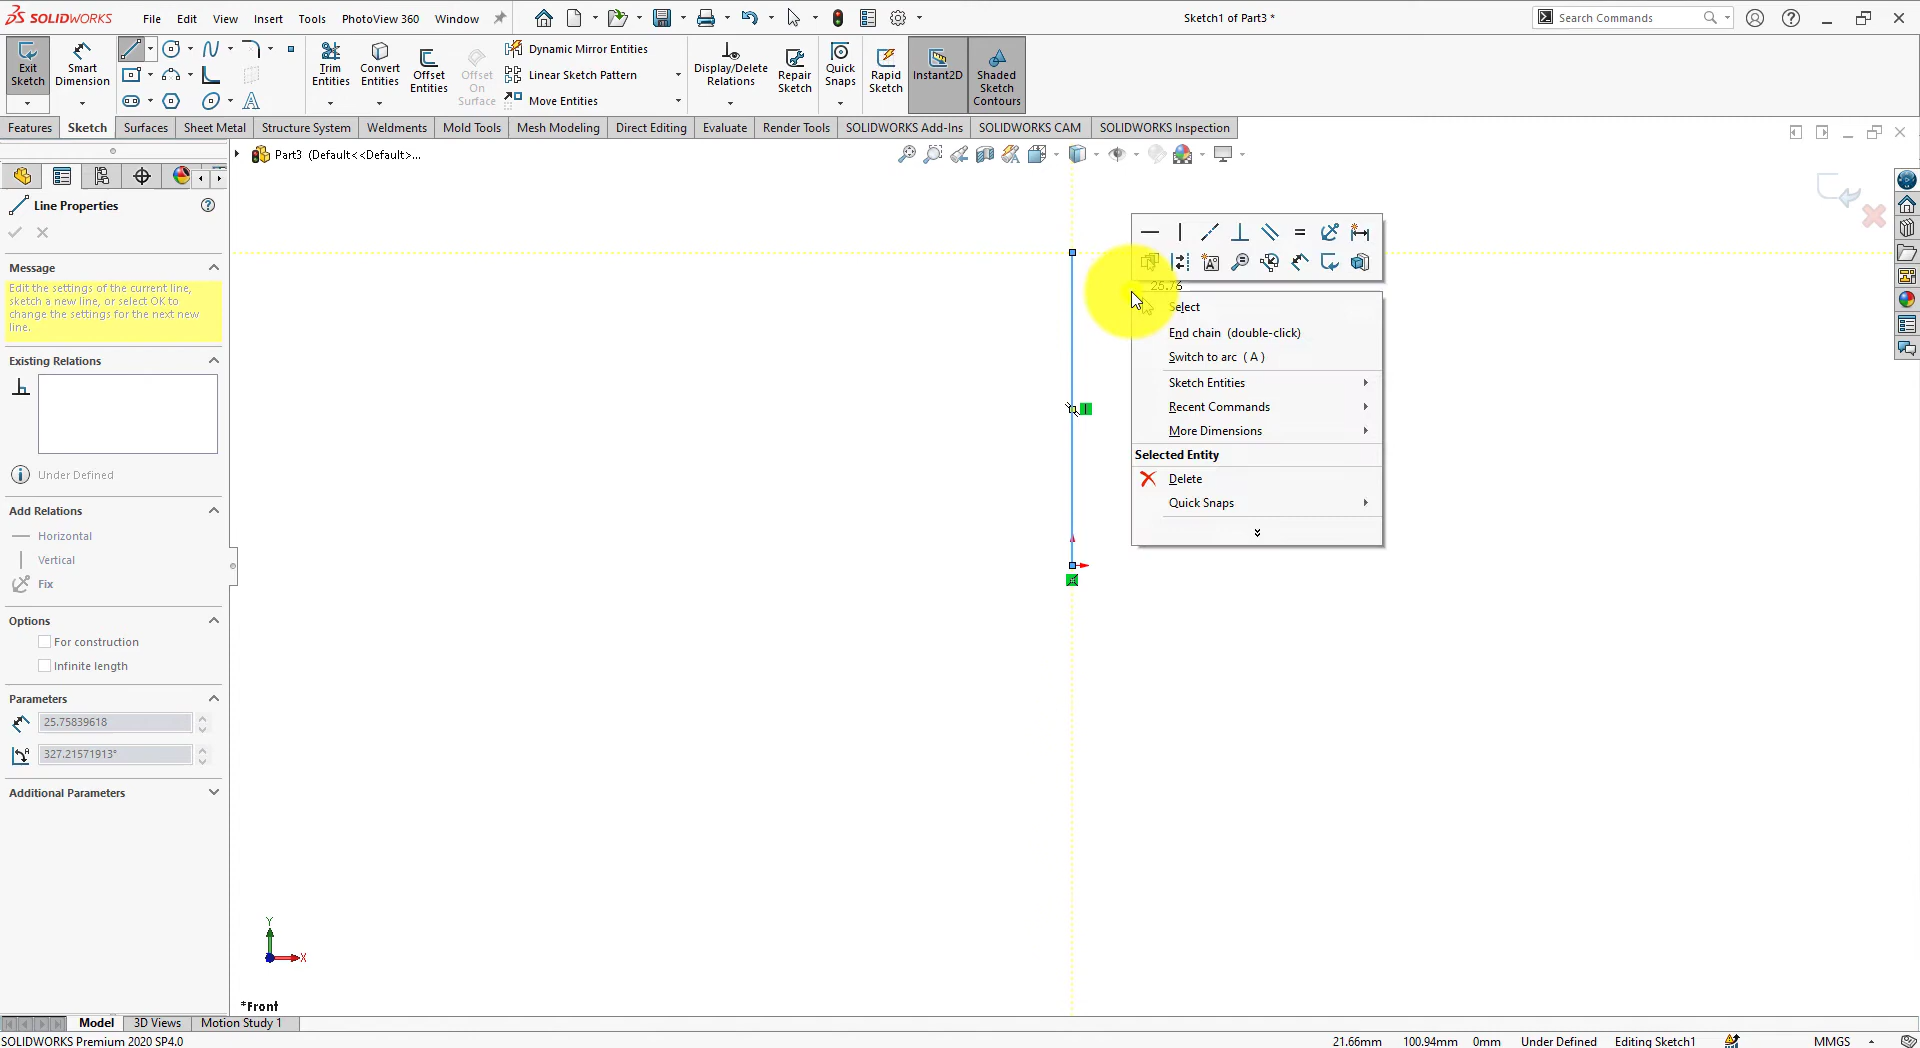 SOLIDWORKS
File
Edit
View
Insert
Tools
PhotoView 360
Window
Sketch1 of Part3 *
Search Commands
Exit Sketch
Smart Dimension
Trim Entities
Convert Entities
Offset Entities
Offset On Surface
Dynamic Mirror Entities
Linear Sketch Pattern
Move Entities
Display/Delete Relations
Repair Sketch
Quick Snaps
Rapid Sketch
Instant2D
Shaded Sketch Contours
Features
Sketch
Surfaces
Sheet Metal
Structure System
Weldments
Mold Tools
Mesh Modeling
Direct Editing
Evaluate
Render Tools
SOLIDWORKS Add-Ins
SOLIDWORKS CAM
SOLIDWORKS Inspection
Part3 (Default<<Default>...
Line Properties
Message
Edit the settings of the current line,
sketch a new line, or select OK to
change the settings for the next new
line.
Existing Relations
Under Defined
Add Relations
Horizontal
Vertical
Fix
Options
For construction
Infinite length
Parameters
25.75839618
327.21571913°
Additional Parameters
25.76
Select
End chain (double-click)
Switch to arc (A)
Sketch Entities
Recent Commands
More Dimensions
Selected Entity
Delete
Quick Snaps
Y
X
*Front
Model
3D Views
Motion Study 1
SOLIDWORKS Premium 2020 SP4.0
21.66mm
100.94mm
0mm
Under Defined
Editing Sketch1
MMGS